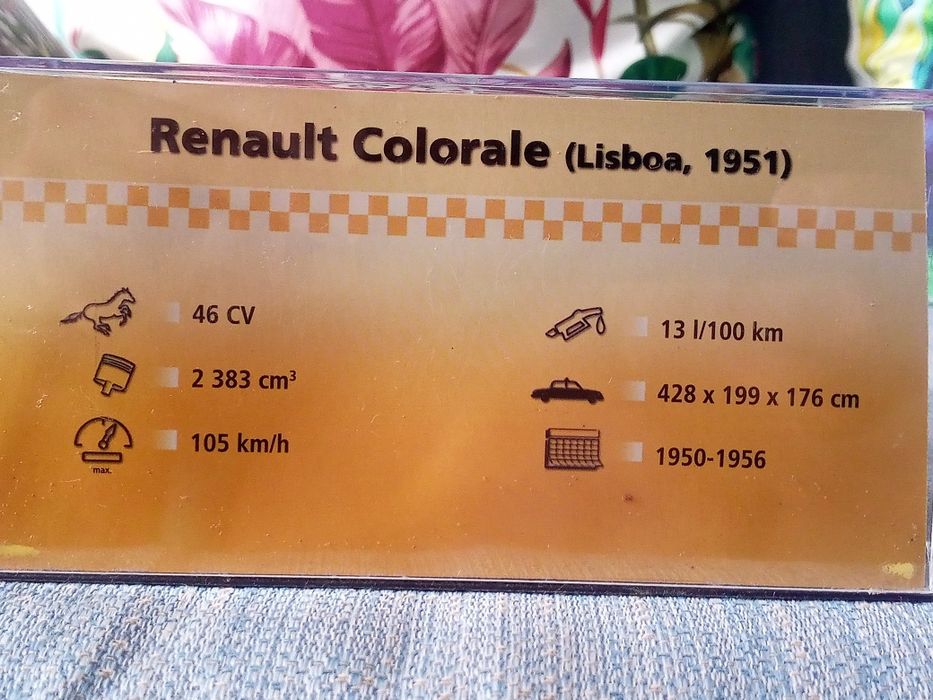 Renault Colorale (Lisboa, 1951)
46 CV
2 383 cm³
105 km/h
max.
13 l/100 km
428 x 199 x 176 cm
1950-1956